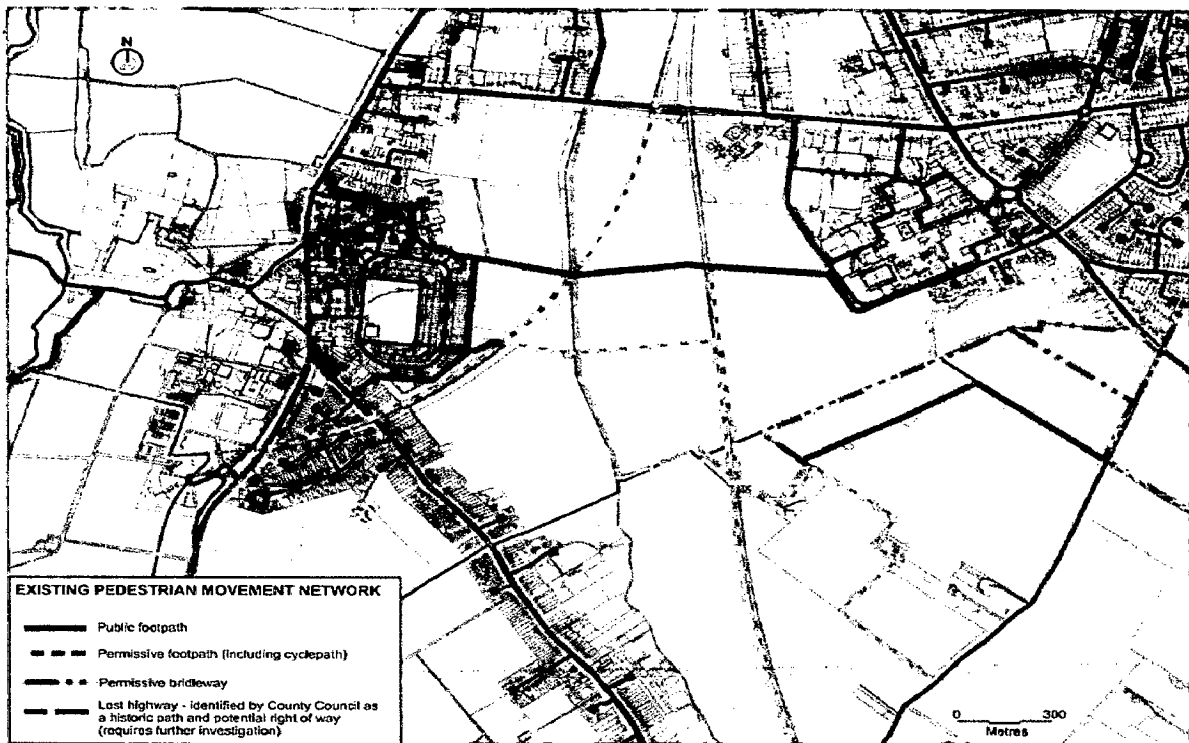 N
EXISTING PEDESTRIAN MOVEMENT NETWORK
Public footpath
Permissive footpath (including cyclepath)
Permissive bridleway
Lost highway - identified by County Council as
a historic path and potential right of way
(requires further investigation)
0 300
Metres